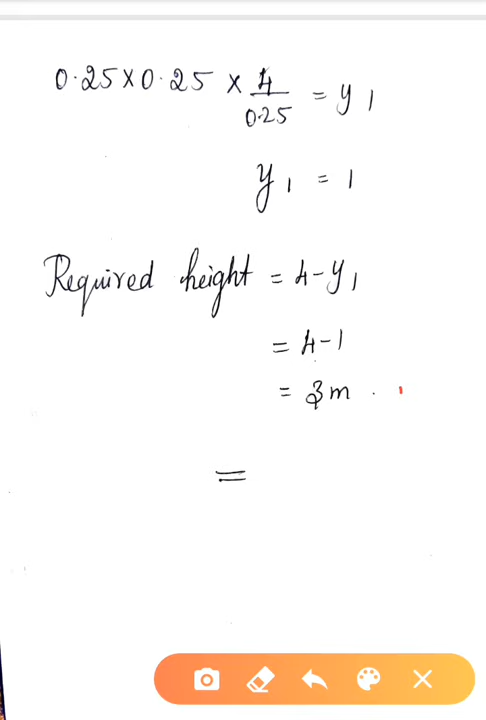 0.25×0.25 × 4/0.25 = y1
y1 = 1
Required height = 4-y1
= 4-1
= 3m.
=